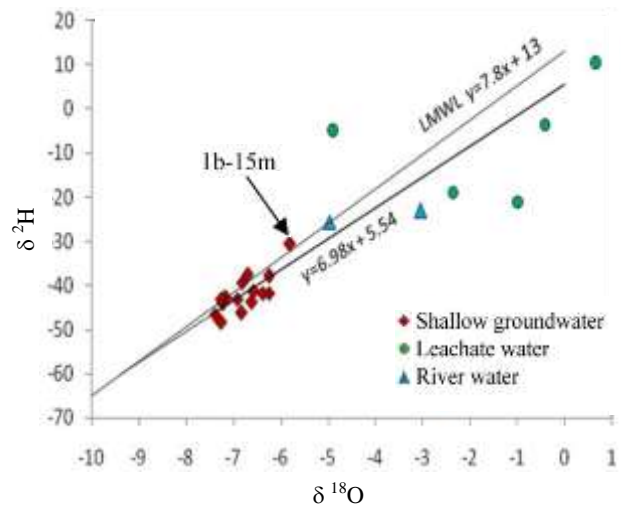 20
10
0
-10
-20
-30
-40
-50
-60
-70
δ ²H
LMWL y=7.8x+ 13
1b-15m
y=6.98x+5.54
Shallow groundwater
Leachate water
River water
-10 -9 -8 -7 -6 -5 -4 -3 -2 -1 0 1
δ ¹⁸O